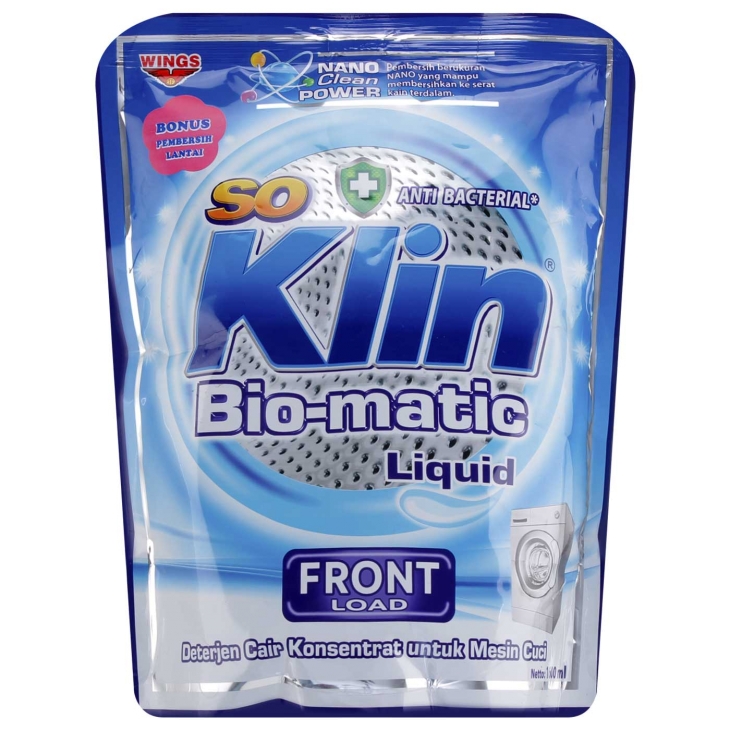 WINGS
NANO
Clean
POWER
Pembersih berukuran
NANO yang mampu
membersihkan ke serat
kain terdalam.
BONUS
PEMBERSIH
LANTAI
SO
ANTI BACTERIAL*
Klin®
Bio-matic
Liquid
FRONT
LOAD
Deterjen Cair Konsentrat untuk Mesin Cuci
Netto: